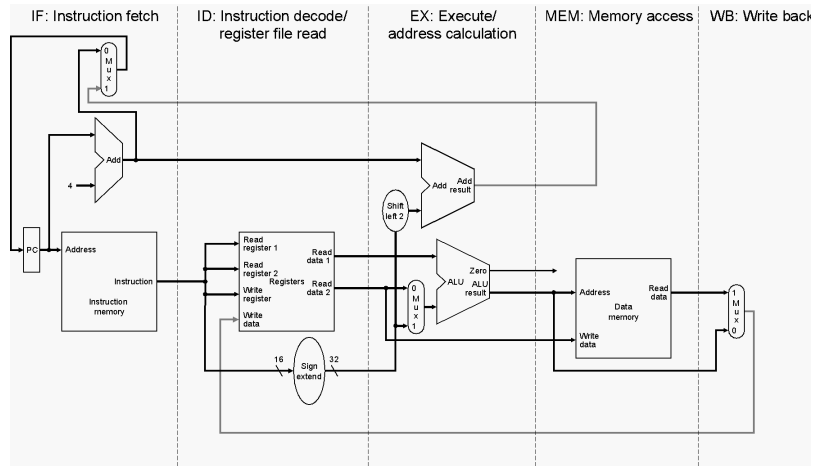 IF: Instruction fetch
ID: Instruction decode/
register file read
EX: Execute/
address calculation
MEM: Memory access
WB: Write back
0
M
u
x
1
Add
4
PC
Address
Instruction
Instruction
memory
Read
register 1
Read
register 2
Registers
Write
register
Write
data
Read
data 1
Read
data 2
16
Sign
extend
32
Shift
left 2
Add
Add
result
0
M
u
x
1
Zero
ALU
ALU
result
Address
Read
data
Data
memory
Write
data
1
M
u
x
0